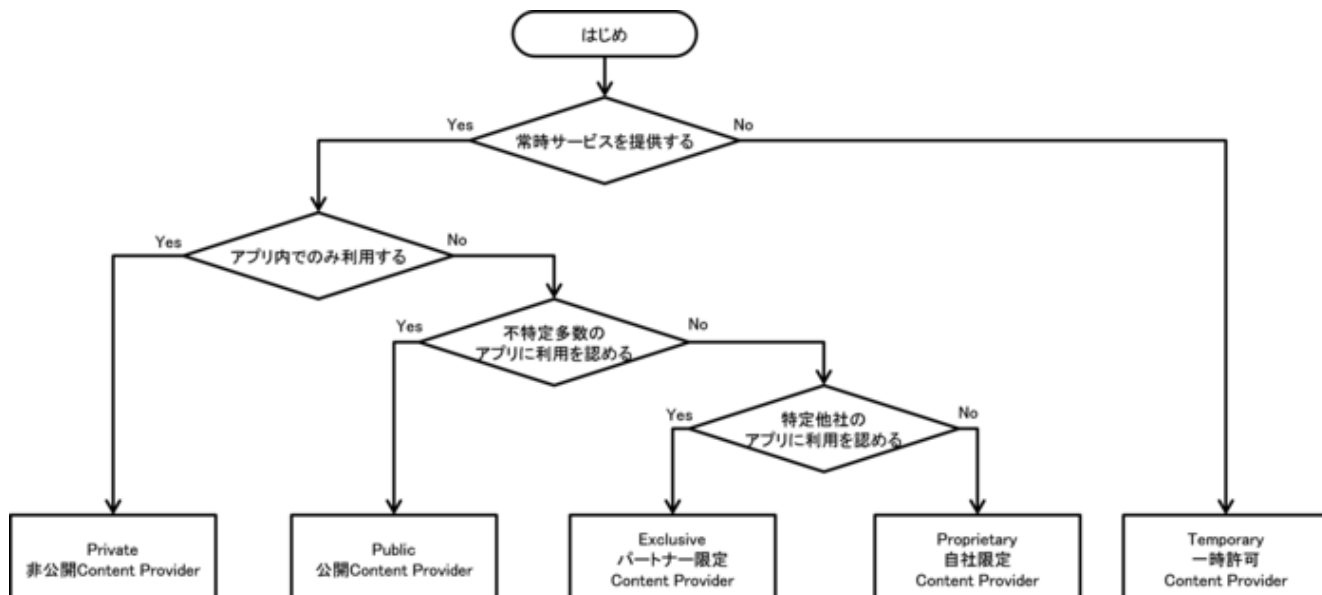 はじめ
Yes
常時サービスを提供する
No
Yes
アプリ内でのみ利用する
No
Yes
不特定多数の
アプリに利用を認める
No
Yes
特定他社の
アプリに利用を認める
No
Private
非公開Content Provider
Public
公開Content Provider
Exclusive
パートナー限定
Content Provider
Proprietary
自社限定
Content Provider
Temporary
一時許可
Content Provider